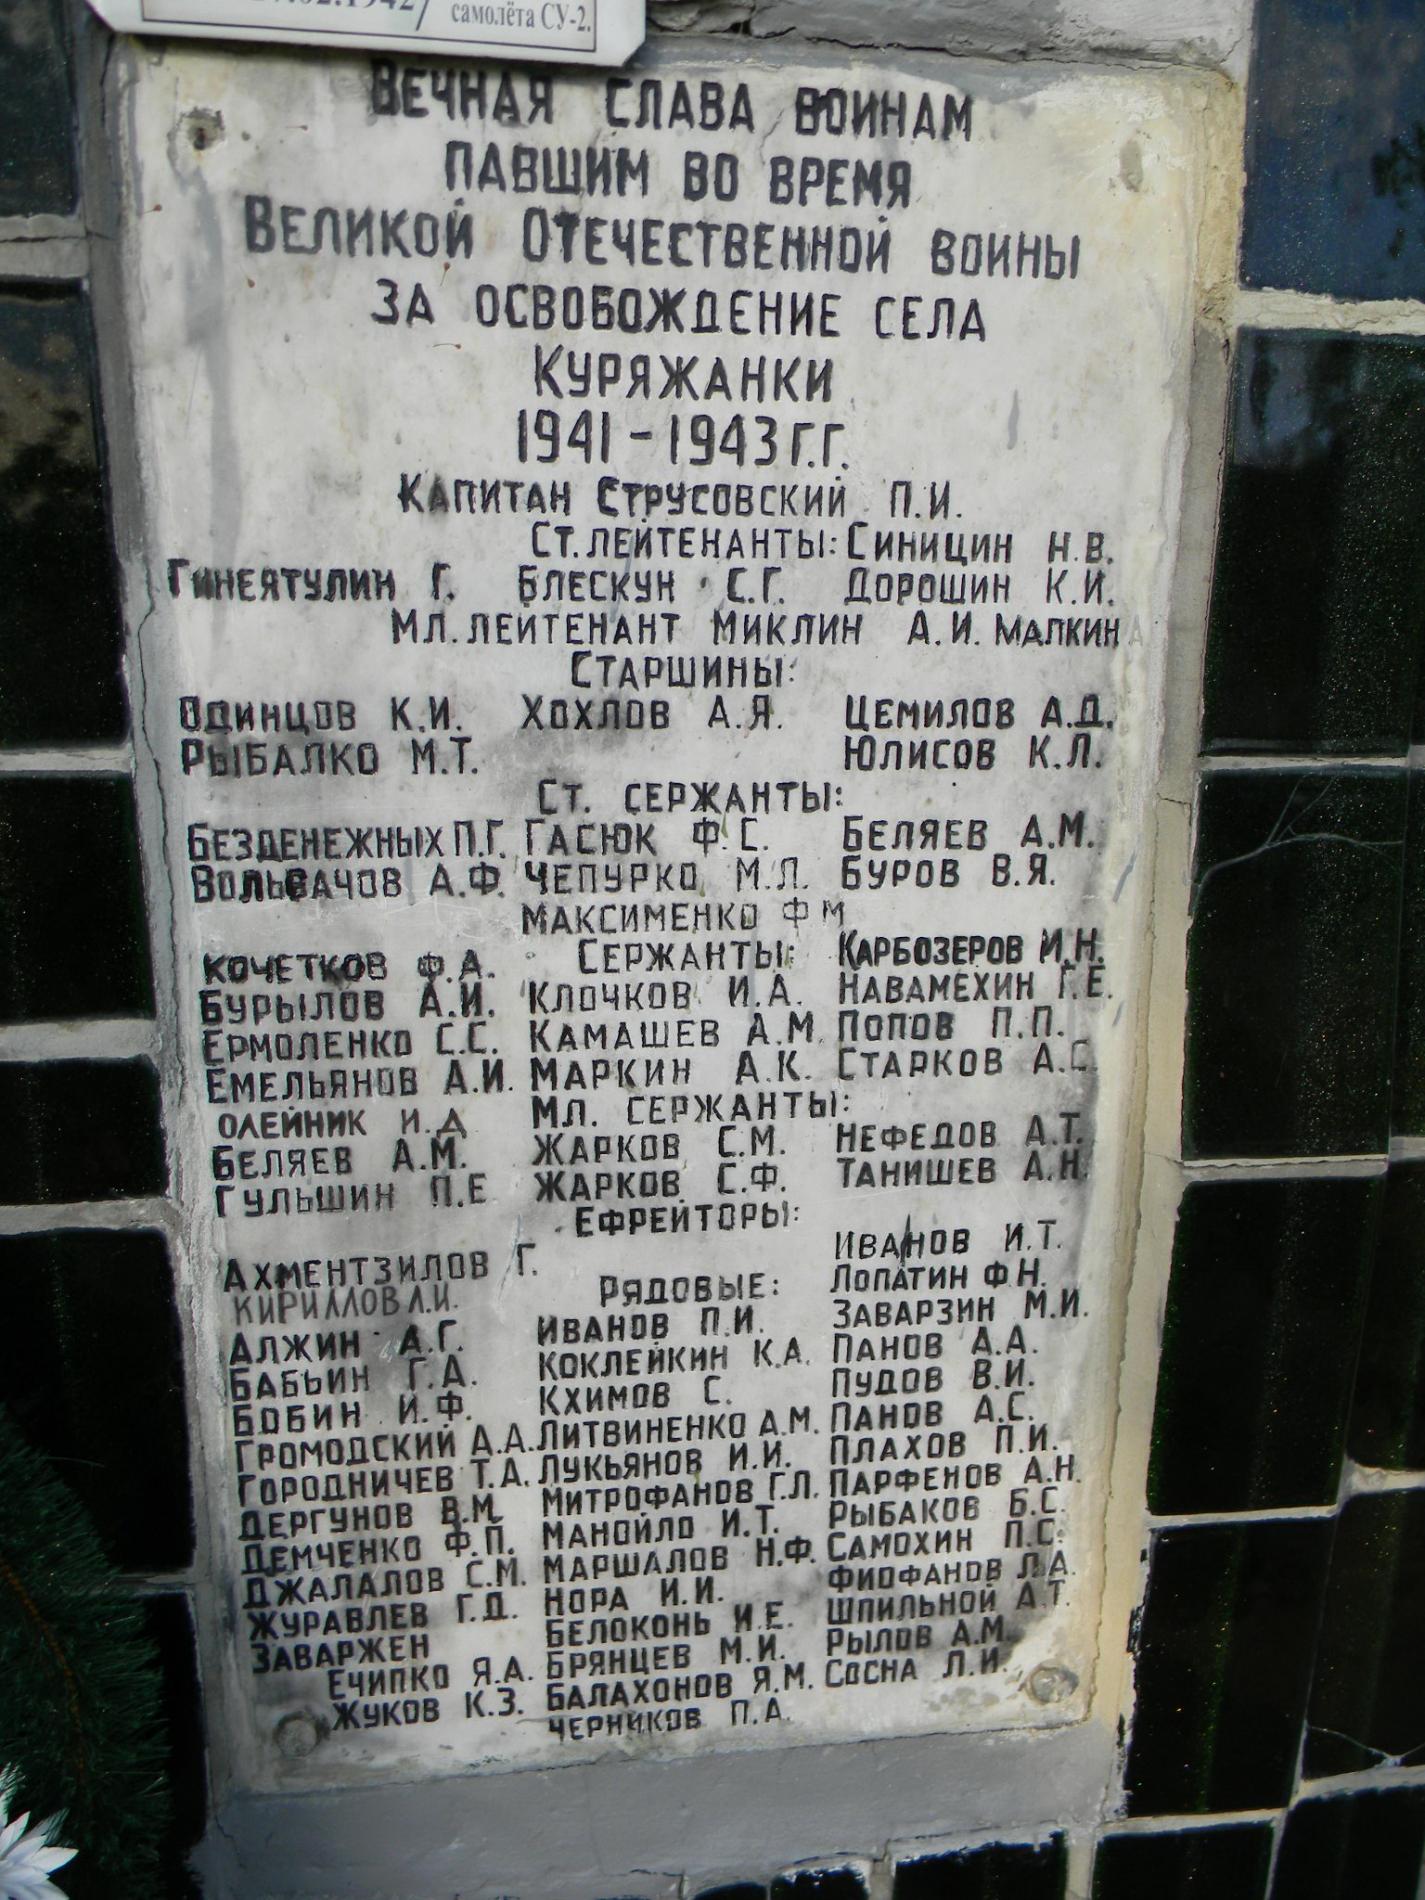 .02.1942/ самолёта СУ-2.
ВЕЧНАЯ СЛАВА ВОИНАМ
ПАВШИМ ВО ВРЕМЯ
ВЕЛИКОЙ ОТЕЧЕСТВЕННОЙ ВОИНЫ
ЗА ОСВОБОЖДЕНИЕ СЕЛА
КУРЯЖАНКИ
1941-1943 Г.Г.
КАПИТАН СТРУСОВСКИЙ П.И.
СТ. ЛЕЙТЕНАНТЫ: СИНИЦИН Н.В.
ГИНЕЯТУЛИН Г. БЛЕСКУН С.Г. ДОРОШИН К.И.
МЛ. ЛЕЙТЕНАНТ МИКЛИН А.И. МАЛКИН А
СТАРШИНЫ:
ОДИНЦОВ К.И. ХОХЛОВ А.Я. ЦЕМИЛОВ А.Д.
РЫБАЛКО М.Т. ЮЛИСОВ К.Л.
СТ. СЕРЖАНТЫ:
БЕЗДЕНЕЖНЫХ П.Г. ГАСЮК Ф.С. БЕЛЯЕВ А.М.
ВОЛЬВАЧОВ А.Ф. ЧЕПУРКО М.Л. БУРОВ В.Я.
МАКСИМЕНКО Ф М
КОЧЕТКОВ Ф.А. СЕРЖАНТЫ: КАРБОЗЕРОВ И.Н.
БУРЫЛОВ А.И. КЛОЧКОВ И.А. НАВАМЕХИН Г.Е.
ЕРМОЛЕНКО С.С. КАМАШЕВ А.М. ПОПОВ П.П.
ЕМЕЛЬЯНОВ А.И. МАРКИН А.К. СТАРКОВ А.С.
ОЛЕЙНИК И.Д МЛ. СЕРЖАНТЫ:
БЕЛЯЕВ А.М. ЖАРКОВ С.М. НЕФЕДОВ А.Т.
ГУЛЬШИН П.Е ЖАРКОВ С.Ф. ТАНИШЕВ А.Н.
ЕФРЕЙТОРЫ:
АХМЕНТЗИЛОВ Г. ИВАНОВ И.Т.
КИРИЛЛОВ Л.И. РЯДОВЫЕ: ЛОПАТИН Ф.Н.
АЛЖИН А.Г. ИВАНОВ П.И. ЗАВАРЗИН М.И.
БАБЬИН Г.А. КОКЛЕЙКИН К.А. ПАНОВ А.А.
БОБИН И.Ф. КХИМОВ С. ПУДОВ В.И.
ГРОМОДСКИЙ А.А. ЛИТВИНЕНКО А.М. ПАНОВ А.С.
ГОРОДНИЧЕВ Т.А. ЛУКЬЯНОВ И.И. ПЛАХОВ П.И.
ДЕРГУНОВ В.М. МИТРОФАНОВ Г.Л. ПАРФЕНОВ А.Н.
ДЕМЧЕНКО Ф.П. МАНОЙЛО И.Т. РЫБАКОВ Б.С.
ДЖАЛАЛОВ С.М. МАРШАЛОВ Н.Ф. САМОХИН П.С.
ЖУРАВЛЕВ Г.Д. НОРА И.И. ФИОФАНОВ Л.А.
ЗАВАРЖЕН БЕЛОКОНЬ И.Е. ШПИЛЬНОЙ А.Т.
ЕЧИПКО Я.А. БРЯНЦЕВ М.И. РЫЛОВ А.М.
ЖУКОВ К.З. БАЛАХОНОВ Я.М. СОСНА Л.И.
ЧЕРНИКОВ П.А.